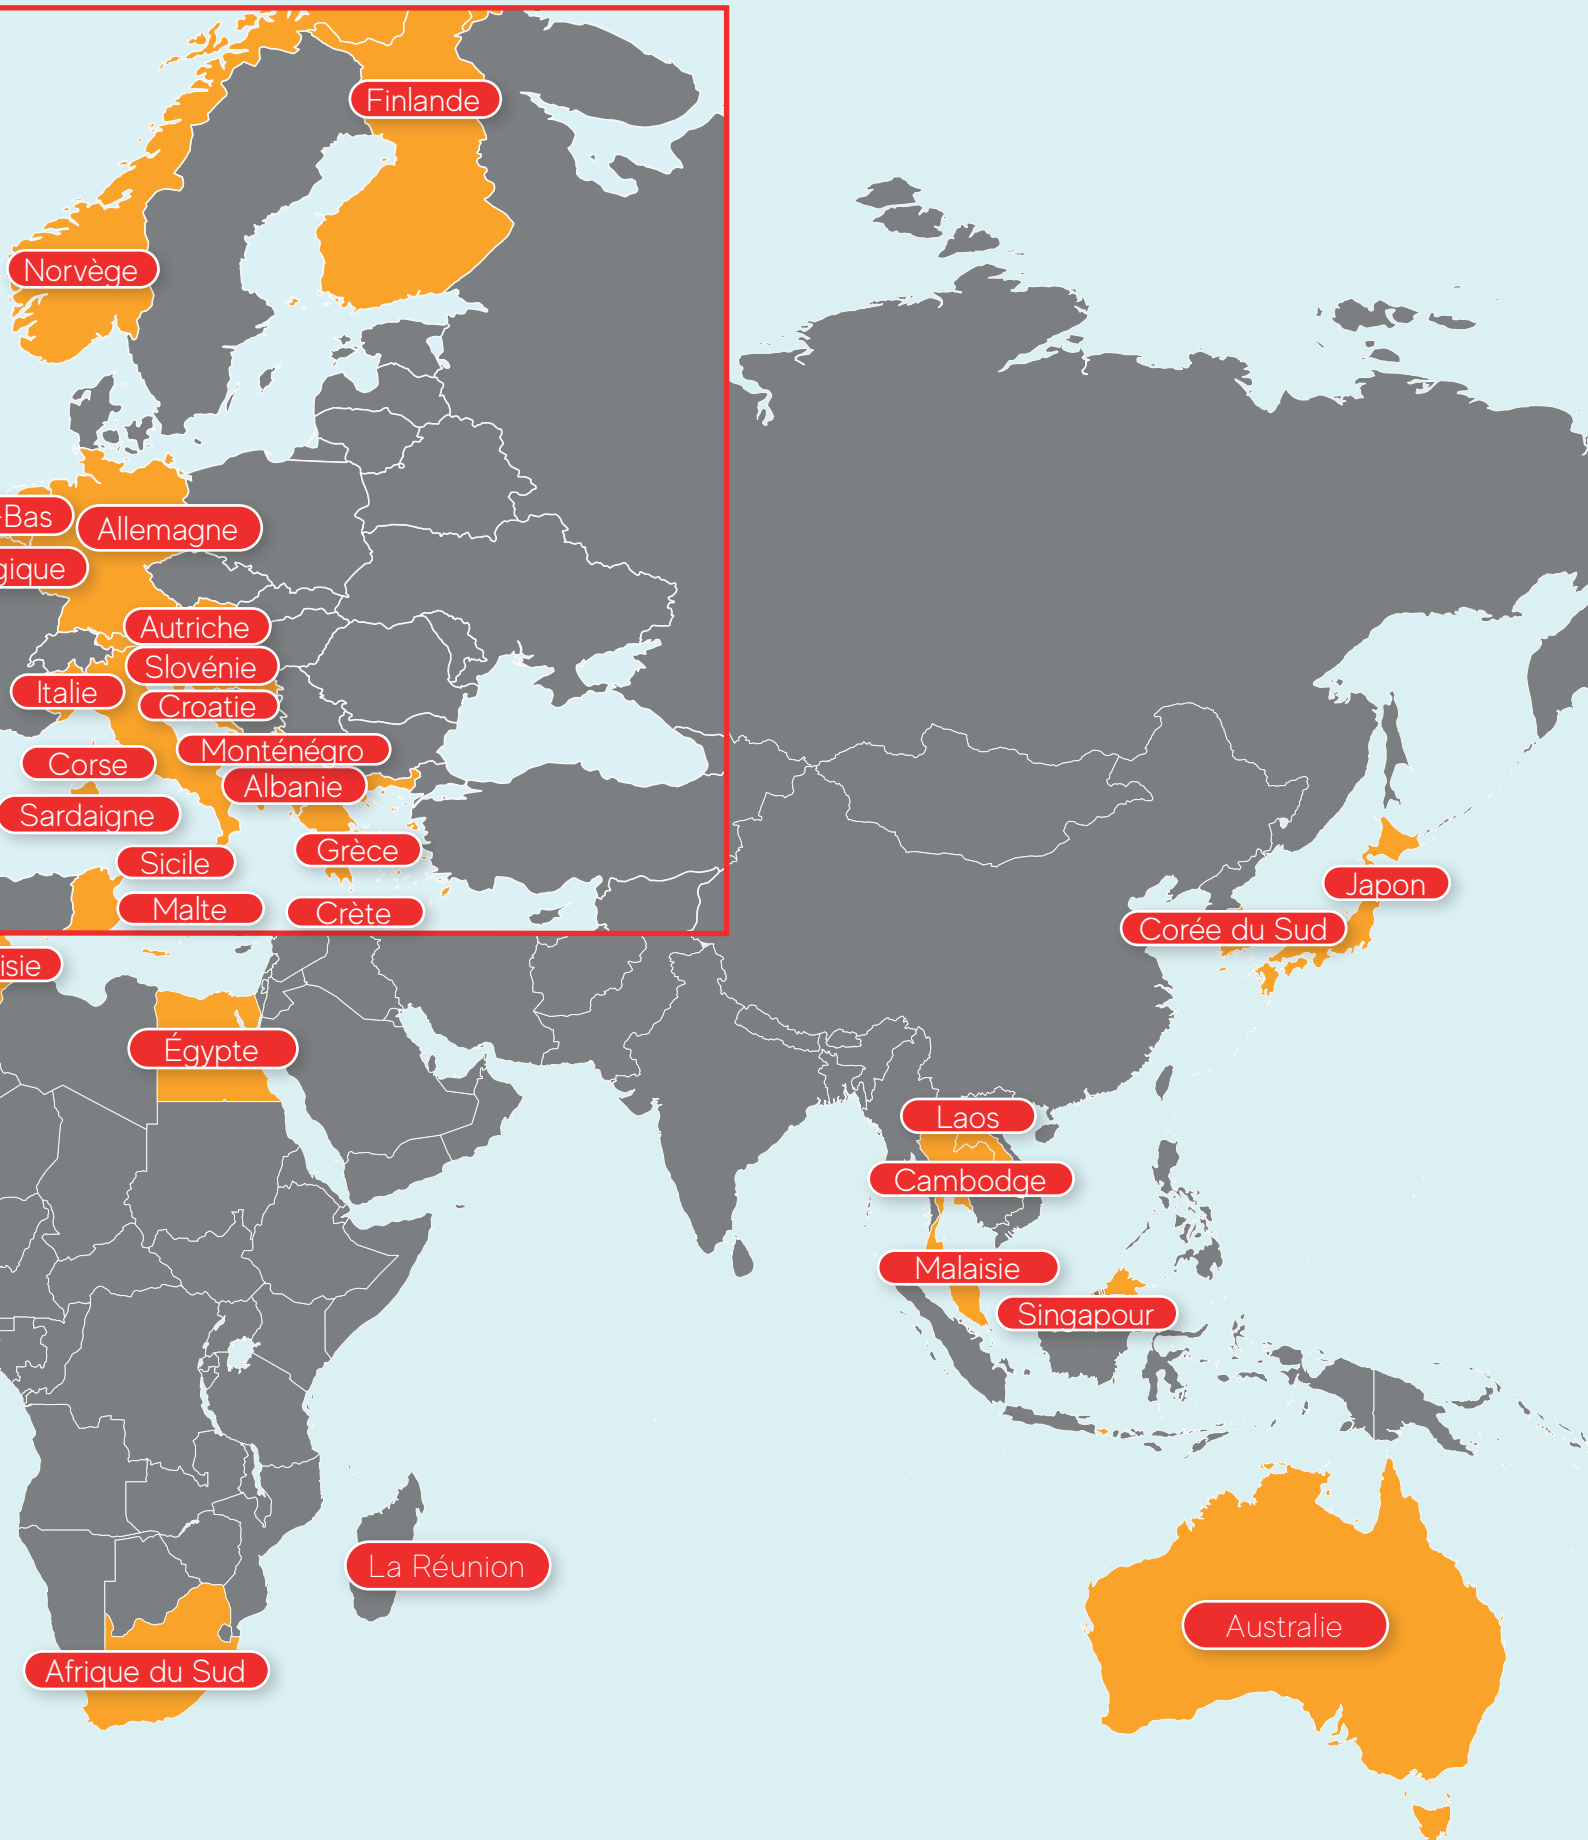 Finlande
Norvège
-Bas
Allemagne
gique
Autriche
Slovénie
Italie
Croatie
Monténégro
Corse
Albanie
Sardaigne
Grèce
Sicile
Malte
Crète
Japon
Corée du Sud
isie
Égypte
Laos
Cambodge
Malaisie
Singapour
La Réunion
Australie
Afrique du Sud